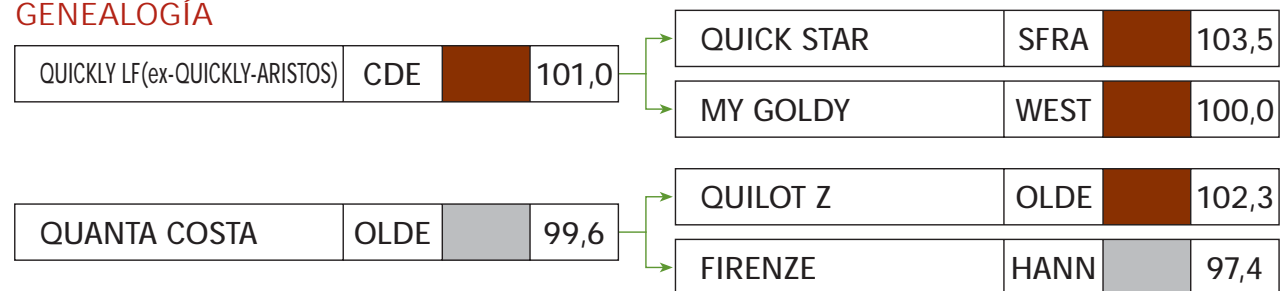 GENEALOGÍA
QUICKLY LF(ex-QUICKLY-ARISTOS) CDE 101,0
QUICK STAR SFRA 103,5
MY GOLDY WEST 100,0
QUANTA COSTA OLDE 99,6
QUILOT Z OLDE 102,3
FIRENZE HANN 97,4